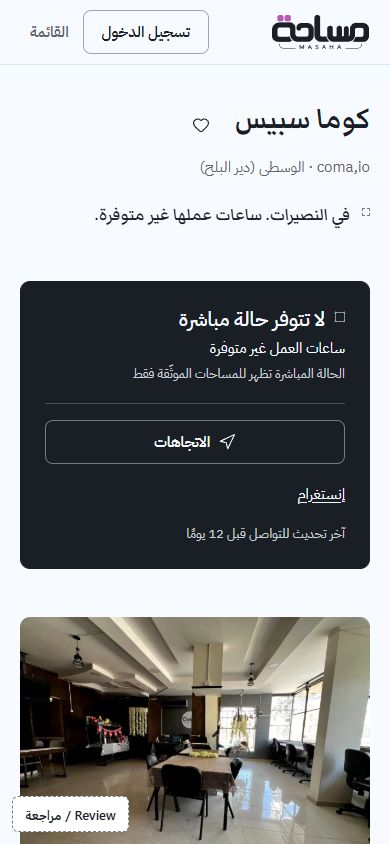 مساحة
MASAHA
تسجيل الدخول
القائمة
كوما سبيس
coma,io · الوسطى (دير البلح)
في النصيرات. ساعات عملها غير متوفرة.
لا تتوفر حالة مباشرة
ساعات العمل غير متوفرة
الحالة المباشرة تظهر للمساحات الموثّقة فقط
الاتجاهات
إنستغرام
آخر تحديث للتواصل قبل 12 يومًا
Review / مراجعة